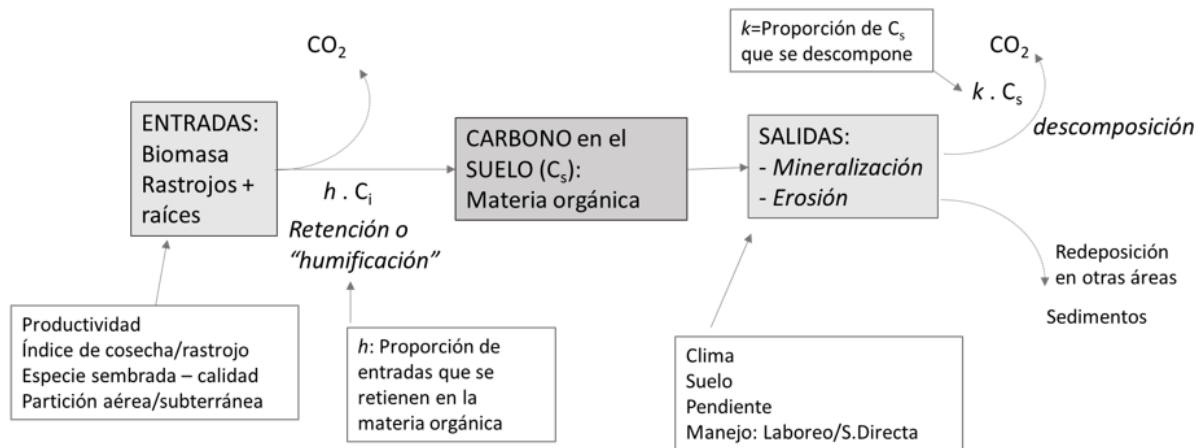 CO2
ENTRADAS:
Biomasa
Rastrojos +
raíces
h . Ci
Retención o
“humificación”
CARBONO en el
SUELO (Cs):
Materia orgánica
k=Proporción de Cs
que se descompone
CO2
k . Cs
descomposición
SALIDAS:
- Mineralización
- Erosión
Redeposición
en otras áreas
Sedimentos
Productividad
Índice de cosecha/rastrojo
Especie sembrada – calidad
Partición aérea/subterránea
h: Proporción de
entradas que se
retienen en la
materia orgánica
Clima
Suelo
Pendiente
Manejo: Laboreo/S.Directa